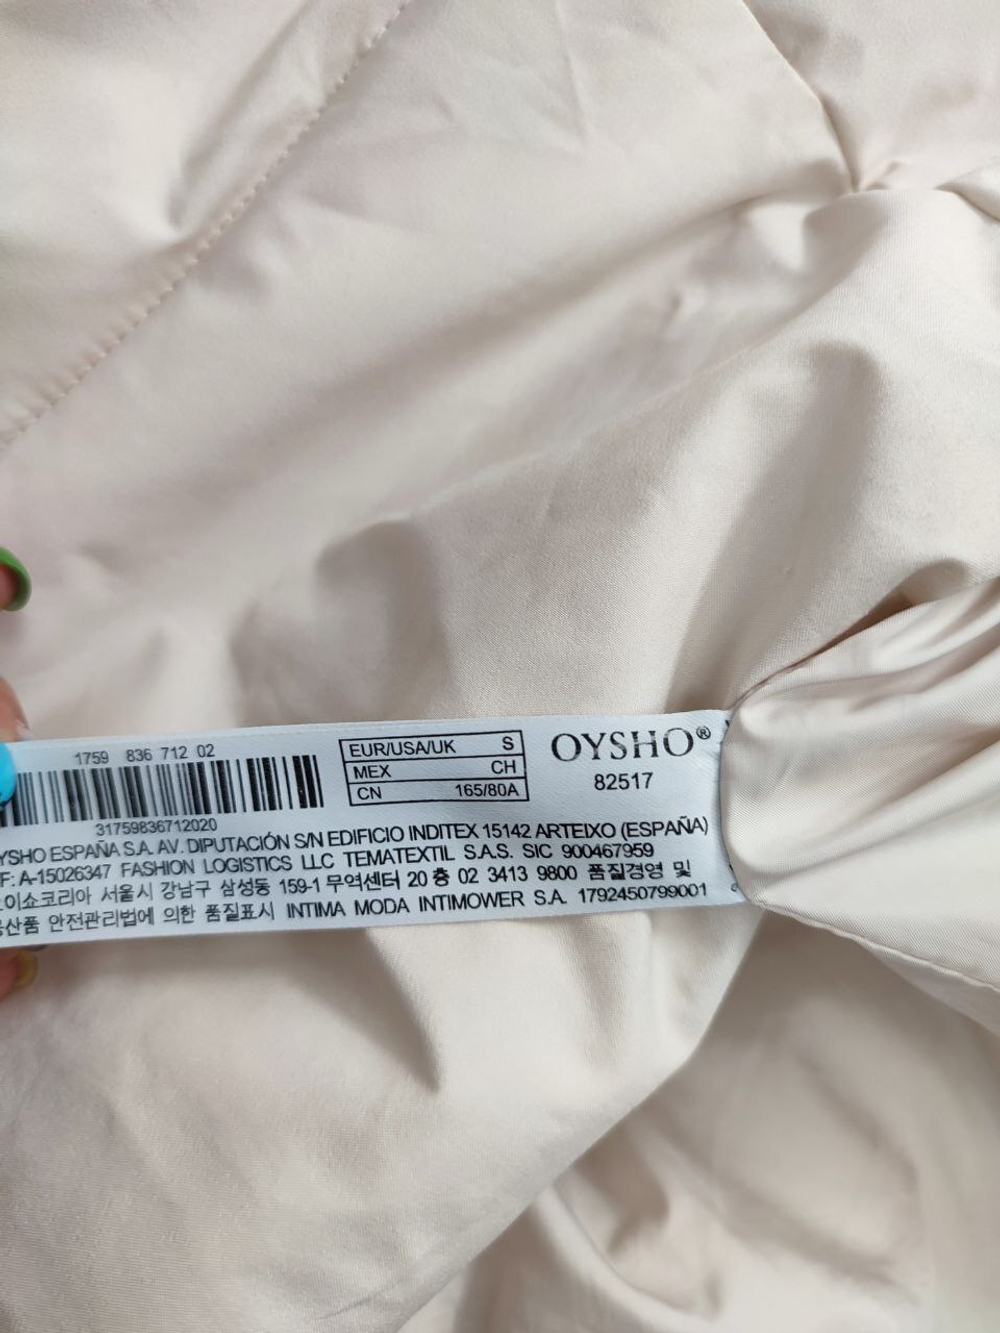 1759 836 712 02
31759836712020
EUR/USA/UK S
MEX CH
CN 165/80A
OYSHO®
82517
YSHO ESPAÑA S.A. AV. DIPUTACIÓN S/N EDIFICIO INDITEX 15142 ARTEIXO (ESPAÑA)
F: A-15026347 FASHION LOGISTICS LLC TEMATEXTIL S.A.S. SIC 900467959
이쇼코리아 서울시 강남구 삼성동 159-1 무역센터 20 층 02 3413 9800 품질경영 및
산품 안전관리법에 의한 품질표시 INTIMA MODA INTIMOWER S.A. 1792450799001